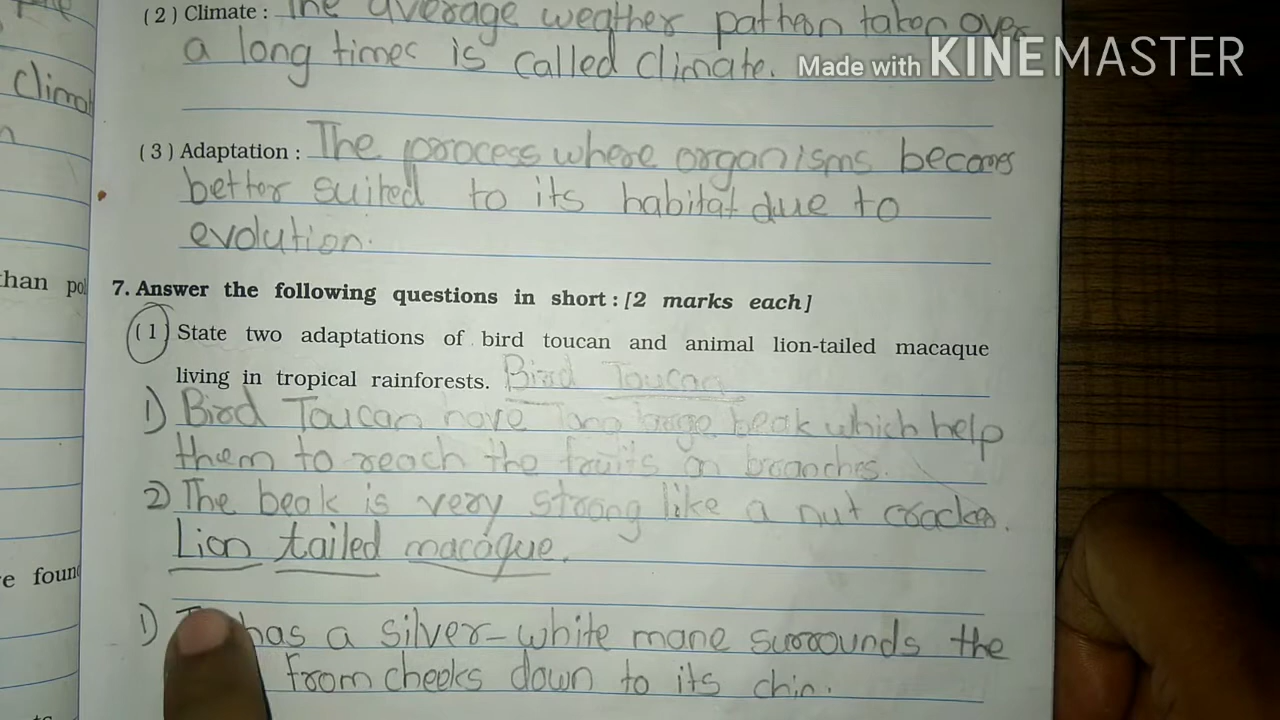 (2) Climate : The average weather pattern taken over
a long times is called climate.
Made with KINEMASTER
Climat
n
(3) Adaptation : The process where organisms becomes
better suited to its habitat due to
evolution.
than pol
7. Answer the following questions in short : [2 marks each]
(1) State two adaptations of bird toucan and animal lion-tailed macaque
living in tropical rainforests. Bird Toucan
1) Bird Toucan have long large beak which help
them to reach the fruits on branches.
2) The beak is very strong like a nut cracker.
Lion tailed macaque.
e found
1) has a silver-white mane surrounds the
from cheeks down to its chin.